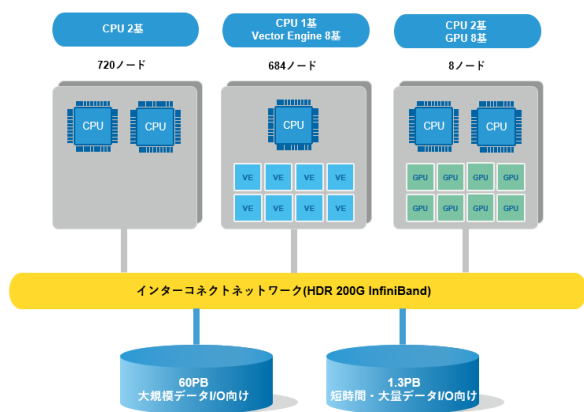 CPU 2基
CPU 1基
Vector Engine 8基
CPU 2基
GPU 8基
720ノード
684ノード
8ノード
CPU CPU
CPU
CPU CPU
VE VE VE VE
VE VE VE VE
GPU GPU GPU GPU
GPU GPU GPU GPU
インターコネクトネットワーク(HDR 200G InfiniBand)
60PB
大規模データI/O向け
1.3PB
短時間・大量データI/O向け